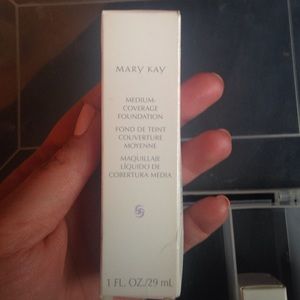 MARY KAY
MEDIUM-
COVERAGE
FOUNDATION
FOND DE TEINT
COUVERTURE
MOYENNE
MAQUILLAJE
LÍQUIDO DE
COBERTURA MEDIA
1 FL. OZ./29 mL